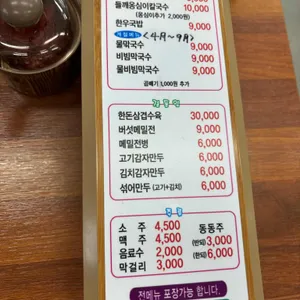 들깨옹심이칼국수 10,000
(옹심이추가 2,000원)
한우국밥 9,000
<4月~9月>
물막국수 9,000
비빔막국수 9,000
물비빔막국수 9,000
곱빼기 1,000원 추가
한돈삼겹수육 30,000
버섯메밀전 9,000
메밀전병 6,000
고기감자만두 6,000
김치감자만두 6,000
섞어만두 (고기+김치) 6,000
소 주 4,500 동동주
맥 주 4,500 (반되) 3,000
음료수 2,000 (한되) 6,000
막걸리 3,000
전메뉴 포장가능 합니다.